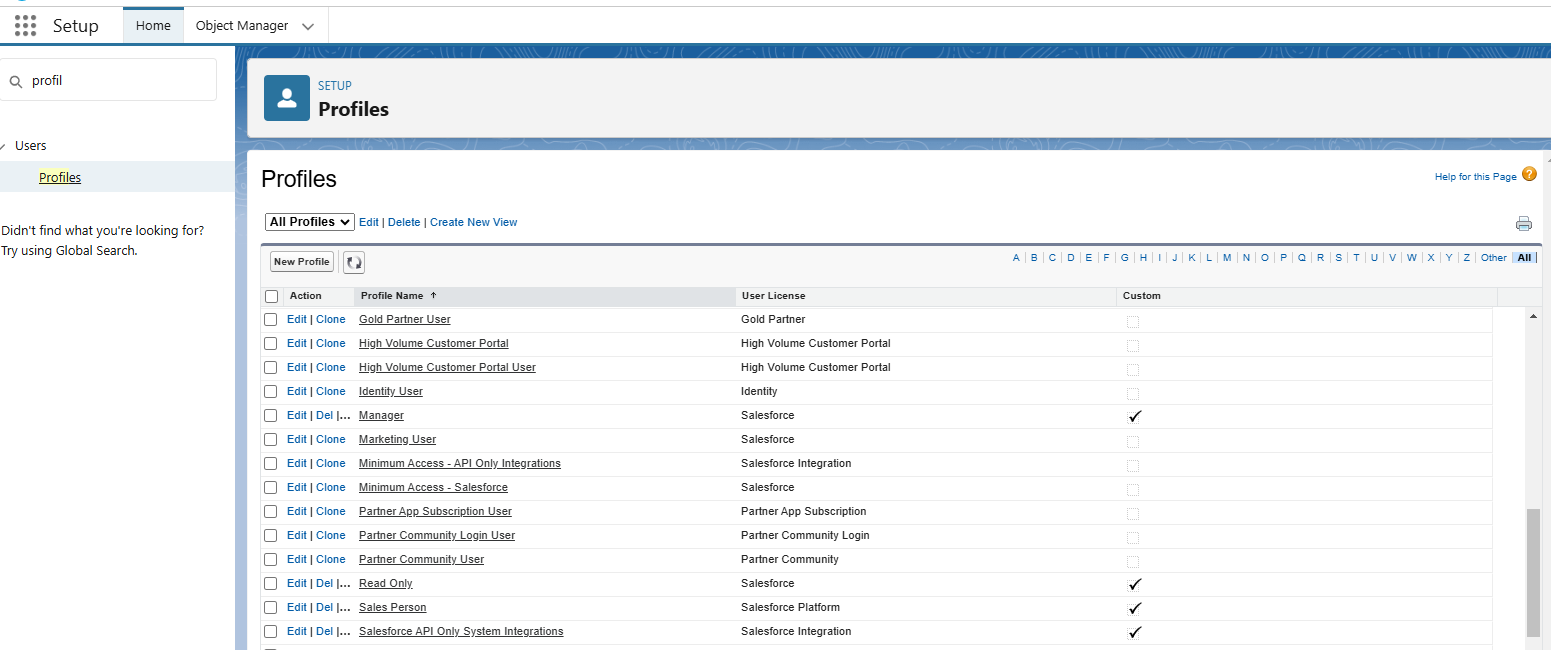 Setup Home Object Manager
profil
Users
Profiles
Didn't find what you're looking for?
Try using Global Search.
SETUP
Profiles
Profiles
Help for this Page ?
All Profiles Edit | Delete | Create New View
New Profile A | B | C | D | E | F | G | H | I | J | K | L | M | N | O | P | Q | R | S | T | U | V | W | X | Y | Z | Other | All |
Action Profile Name ↑ User License Custom
Edit | Clone Gold Partner User Gold Partner
Edit | Clone High Volume Customer Portal High Volume Customer Portal
Edit | Clone High Volume Customer Portal User High Volume Customer Portal
Edit | Clone Identity User Identity
Edit | Del |... Manager Salesforce ✓
Edit | Clone Marketing User Salesforce
Edit | Clone Minimum Access - API Only Integrations Salesforce Integration
Edit | Clone Minimum Access - Salesforce Salesforce
Edit | Clone Partner App Subscription User Partner App Subscription
Edit | Clone Partner Community Login User Partner Community Login
Edit | Clone Partner Community User Partner Community
Edit | Del |... Read Only Salesforce ✓
Edit | Del |... Sales Person Salesforce Platform ✓
Edit | Del |... Salesforce API Only System Integrations Salesforce Integration ✓